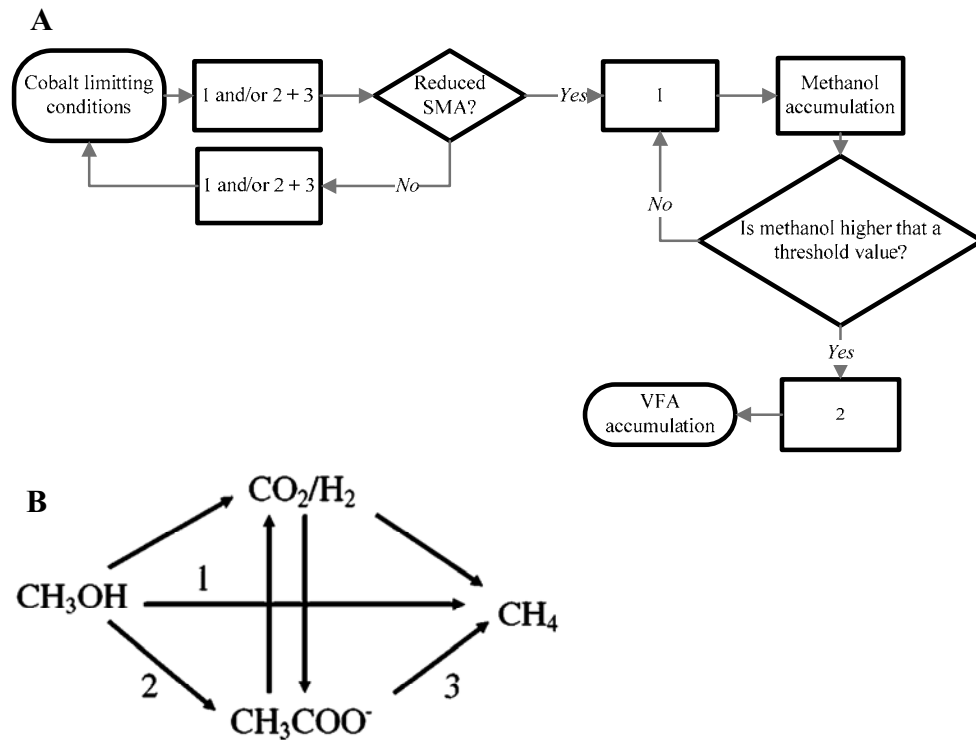 A
Cobalt limitting
conditions
1 and/or 2 + 3
Reduced
SMA?
Yes
1
Methanol
accumulation
1 and/or 2 + 3
No
No
Is methanol higher that a
threshold value?
Yes
VFA
accumulation
2
B
CO₂/H₂
CH₃OH
1
CH₄
2
3
CH₃COO⁻